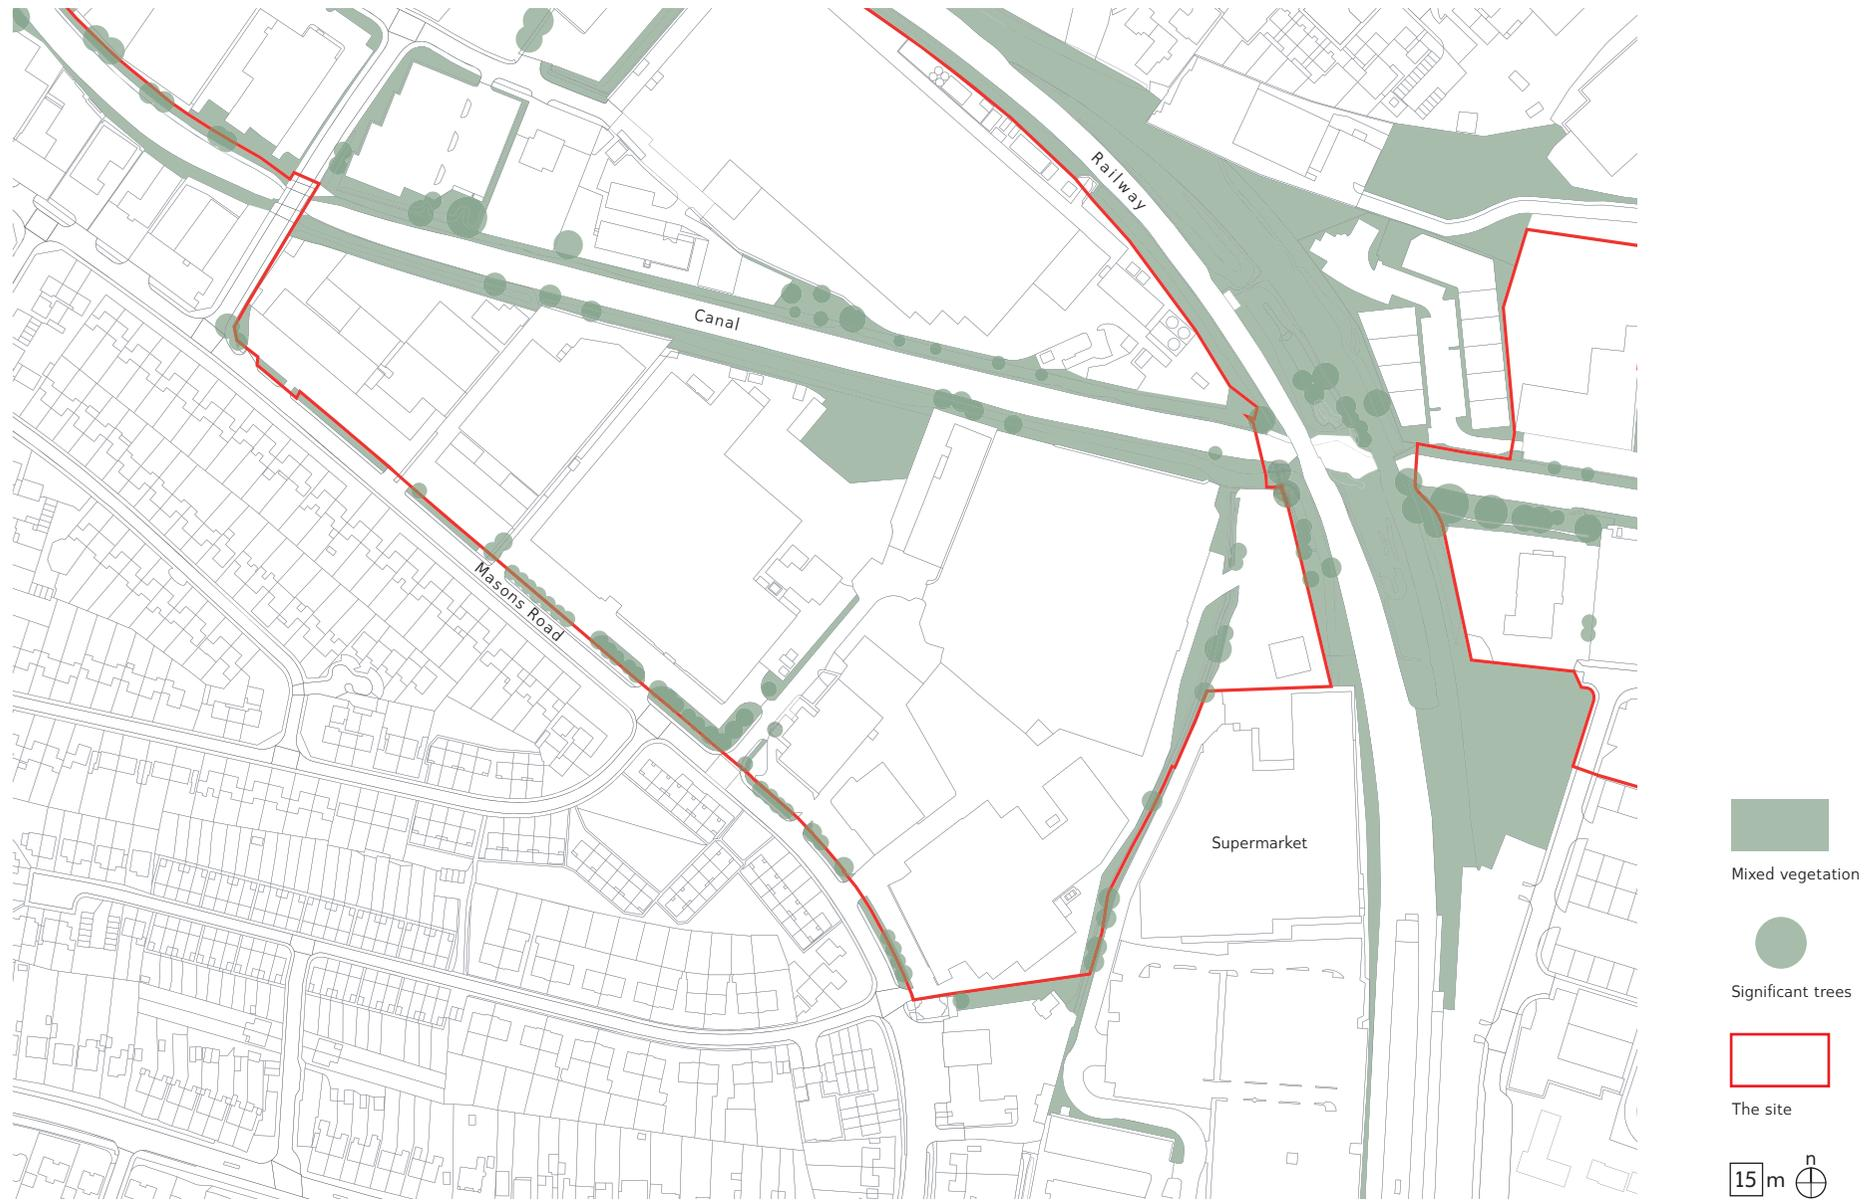 Railway
Canal
Masons Road
Supermarket
Mixed vegetation
Significant trees
The site
n
15 m